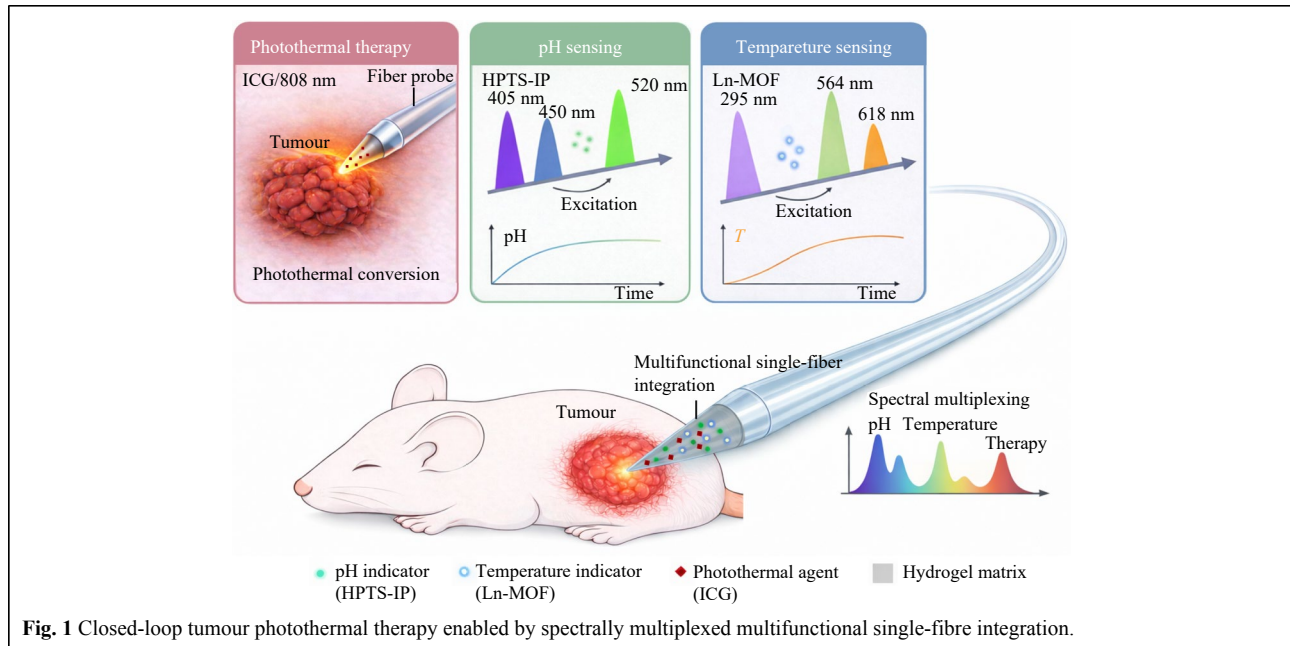 Photothermal therapy
ICG/808 nm
Fiber probe
Tumour
Photothermal conversion
pH sensing
HPTS-IP
405 nm
450 nm
520 nm
Excitation
pH
Time
Tempareture sensing
Ln-MOF
295 nm
564 nm
618 nm
Excitation
T
Time
Multifunctional single-fiber
integration
Tumour
Spectral multiplexing
pH Temperature
Therapy
pH indicator
(HPTS-IP)
Temperature indicator
(Ln-MOF)
Photothermal agent
(ICG)
Hydrogel matrix
Fig. 1 Closed-loop tumour photothermal therapy enabled by spectrally multiplexed multifunctional single-fibre integration.